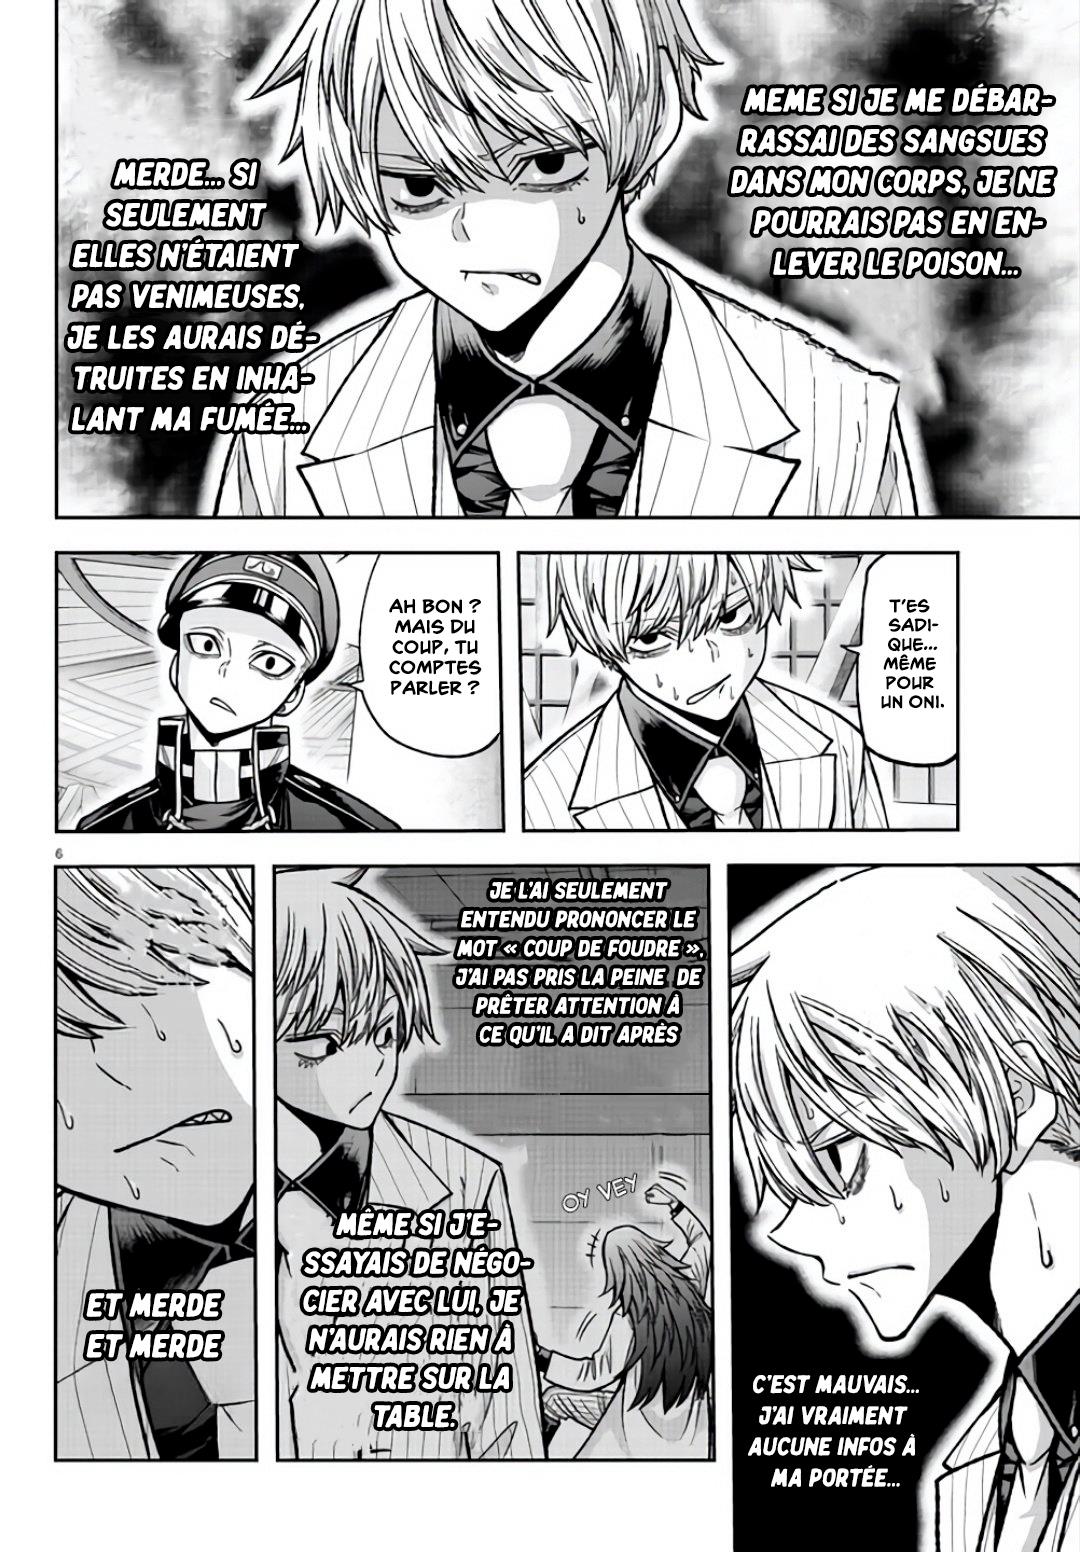 MEME SI JE ME DÉBAR-
RASSAI DES SANGSUES
DANS MON CORPS, JE NE
POURRAIS PAS EN EN-
LEVER LE POISON...
MERDE... SI
SEULEMENT
ELLES N'ÉTAIENT
PAS VENIMEUSES,
JE LES AURAIS DÉ-
TRUITES EN INHA-
LANT MA FUMÉE...
T'ES
SADI-
QUE...
MÊME
POUR
UN ONI.
AH BON ?
MAIS DU
COUP, TU
COMPTES
PARLER ?
6
C'EST MAUVAIS...
J'AI VRAIMENT
AUCUNE INFOS À
MA PORTÉE...
JE L'AI SEULEMENT
ENTENDU PRONONCER LE
MOT « COUP DE FOUDRE »,
J'AI PAS PRIS LA PEINE DE
PRÊTER ATTENTION À
CE QU'IL A DIT APRÈS
OY VEY
MÊME SI J'E-
SSAYAIS DE NÉGO-
CIER AVEC LUI, JE
N'AURAIS RIEN À
METTRE SUR LA
TABLE.
ET MERDE
ET MERDE